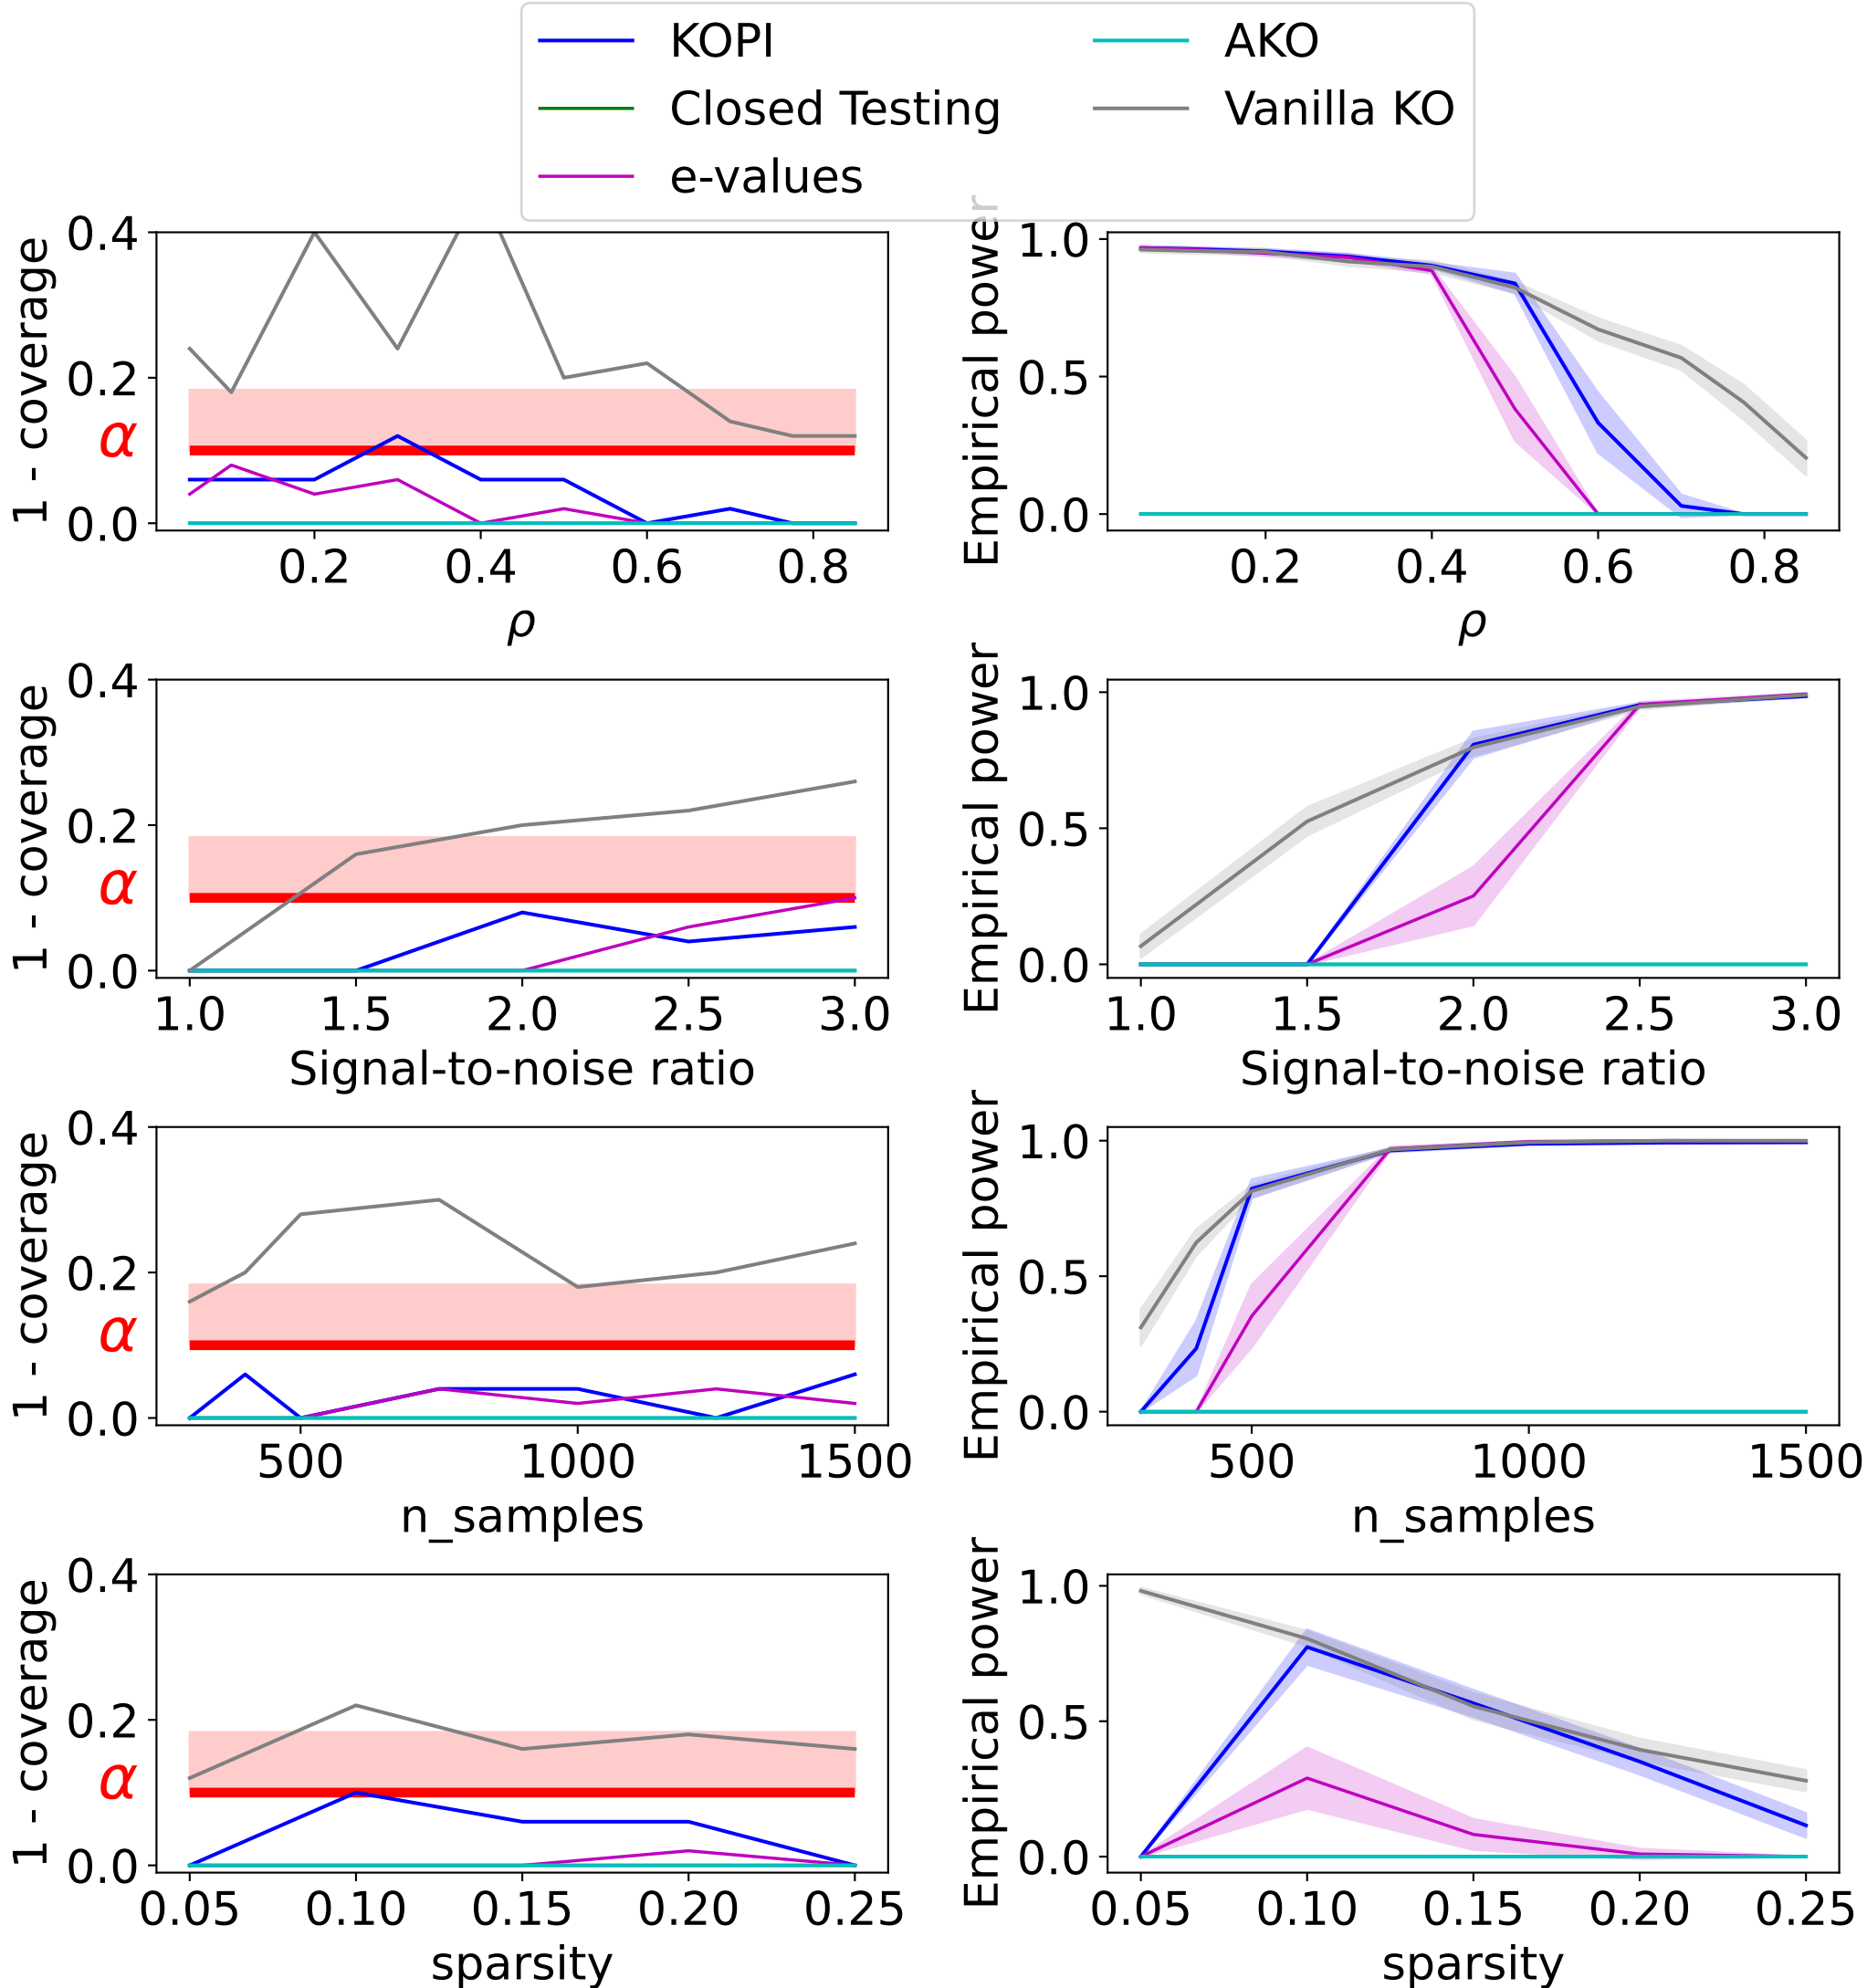 KOPI
Closed Testing
e-values
AKO
Vanilla KO
1 - coverage
0.4
0.2
α
0.0
0.2 0.4 0.6 0.8
ρ
Empirical power
1.0
0.5
0.0
0.2 0.4 0.6 0.8
ρ
1 - coverage
0.4
0.2
α
0.0
1.0 1.5 2.0 2.5 3.0
Signal-to-noise ratio
Empirical power
1.0
0.5
0.0
1.0 1.5 2.0 2.5 3.0
Signal-to-noise ratio
1 - coverage
0.4
0.2
α
0.0
500 1000 1500
n_samples
Empirical power
1.0
0.5
0.0
500 1000 1500
n_samples
1 - coverage
0.4
0.2
α
0.0
0.05 0.10 0.15 0.20 0.25
sparsity
Empirical power
1.0
0.5
0.0
0.05 0.10 0.15 0.20 0.25
sparsity